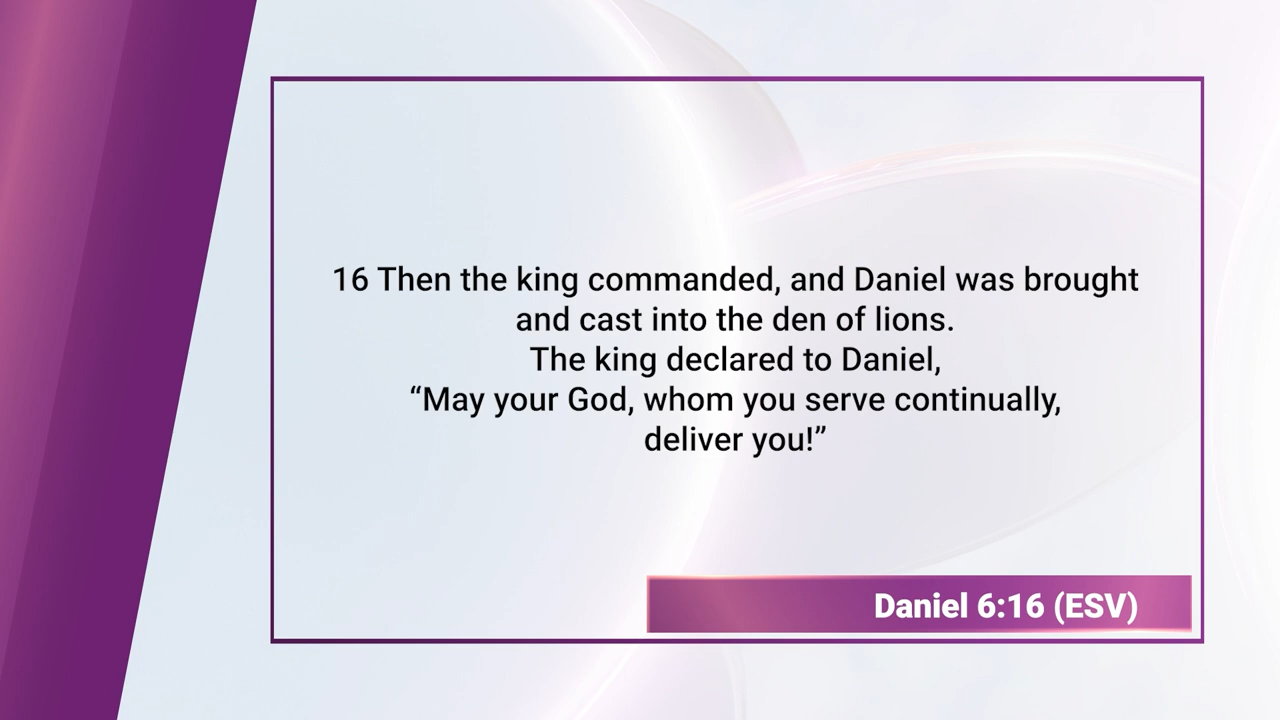 16 Then the king commanded, and Daniel was brought
and cast into the den of lions.
The king declared to Daniel,
“May your God, whom you serve continually,
deliver you!”
Daniel 6:16 (ESV)